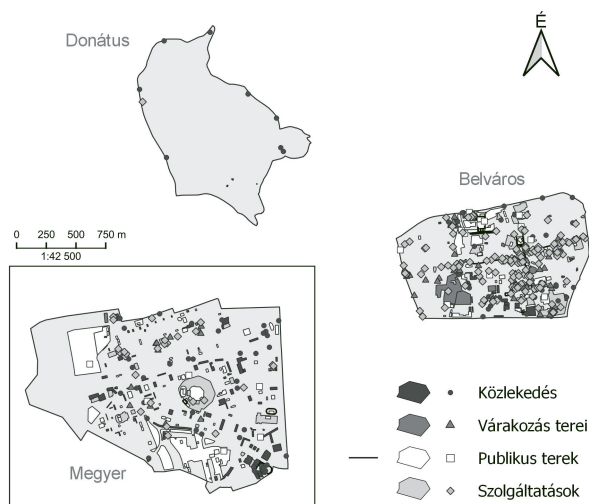 Donátus
É
Belváros
0 250 500 750 m
1:42 500
Megyer
Közlekedés
Várakozás terei
Publikus terek
Szolgáltatások